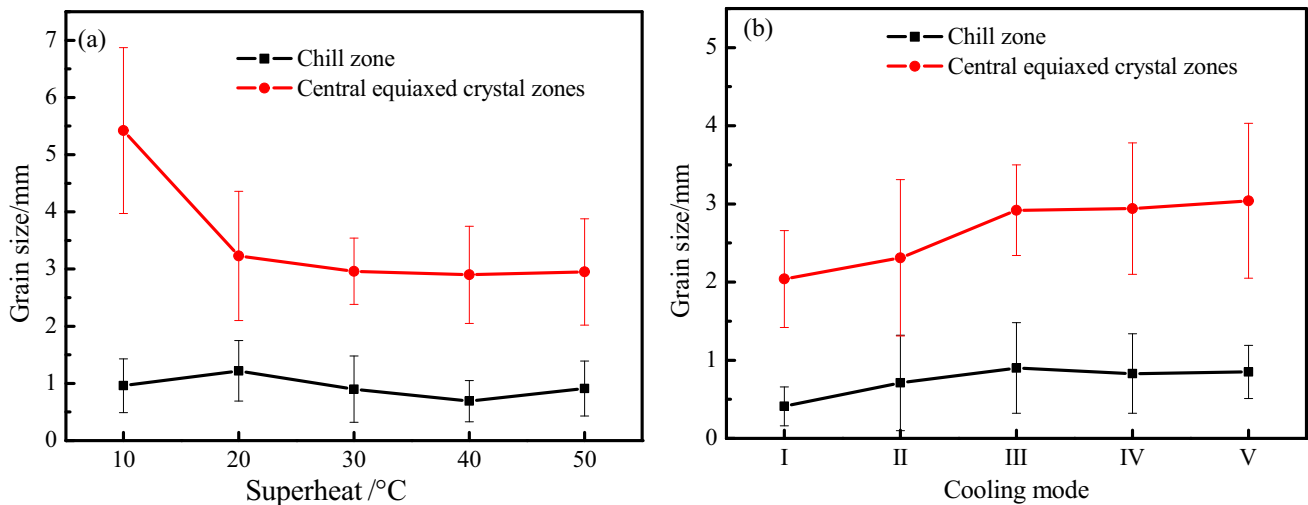 (a)
Chill zone
Central equiaxed crystal zones
7
6
5
4
3
2
1
0
Grain size/mm
10 20 30 40 50
Superheat /°C
(b)
Chill zone
Central equiaxed crystal zones
5
4
3
2
1
0
Grain size/mm
I II III IV V
Cooling mode